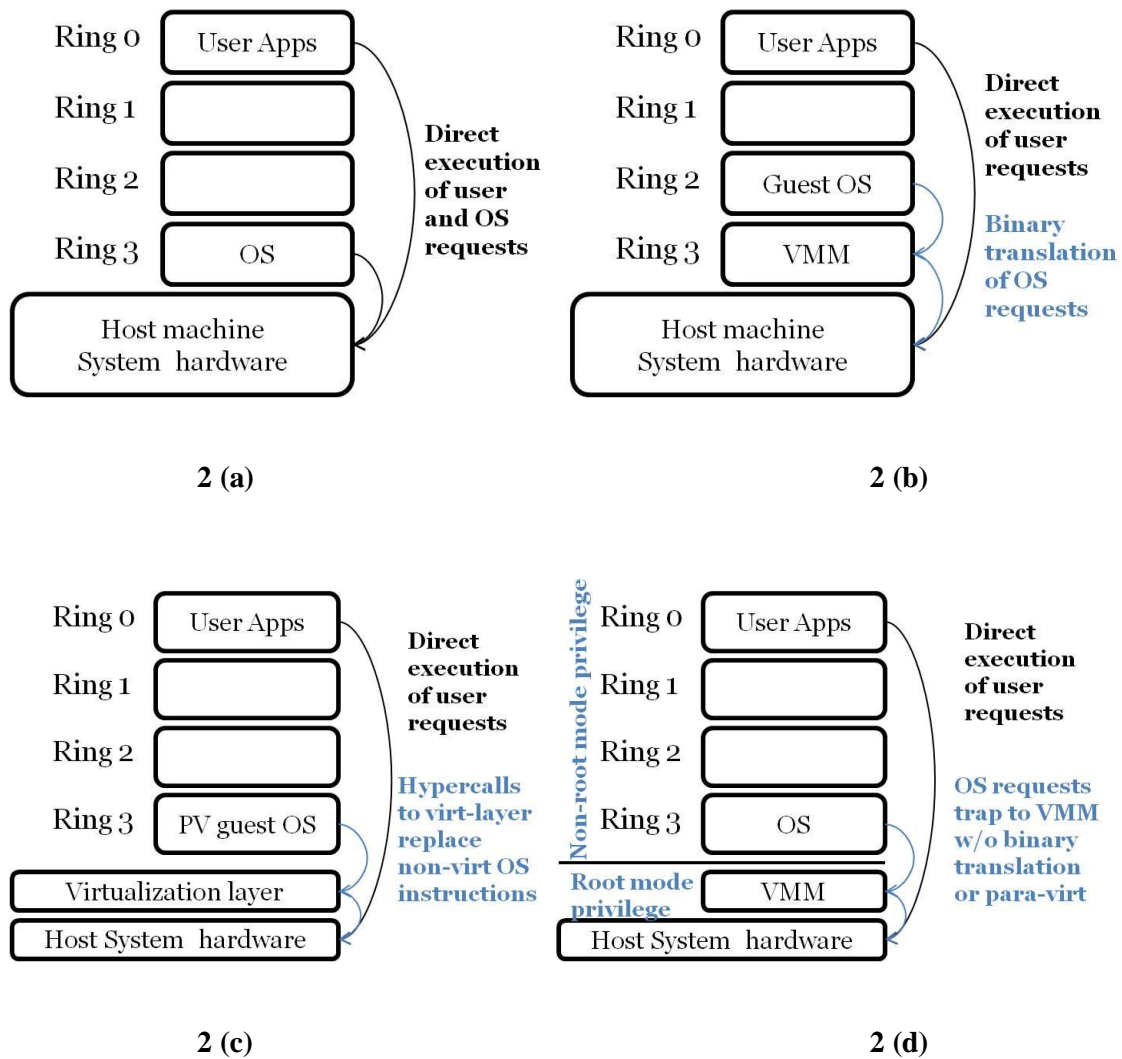 Ring 0
User Apps
Ring 1
Ring 2
Ring 3
OS
Host machine
System hardware
Direct
execution
of user
and OS
requests
2 (a)
Ring 0
User Apps
Ring 1
Ring 2
Guest OS
Ring 3
VMM
Host machine
System hardware
Direct
execution
of user
requests
Binary
translation
of OS
requests
2 (b)
Ring 0
User Apps
Ring 1
Ring 2
Ring 3
PV guest OS
Virtualization layer
Host System hardware
Direct
execution
of user
requests
Hypercalls
to virt-layer
replace
non-virt OS
instructions
2 (c)
Non-root mode privilege
Ring 0
User Apps
Ring 1
Ring 2
Ring 3
OS
Root mode
privilege
VMM
Host System hardware
Direct
execution
of user
requests
OS requests
trap to VMM
w/o binary
translation
or para-virt
2 (d)